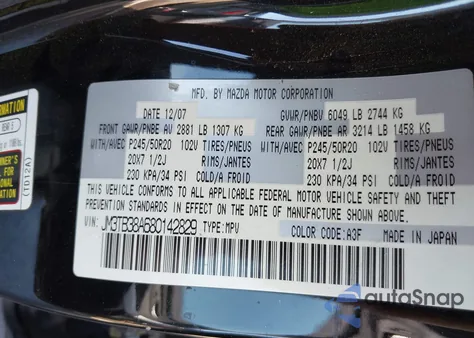 MFD. BY MAZDA MOTOR CORPORATION
DATE 12/07 GVWR/PNBV 6049 LB 2744 KG
FRONT GAWR/PNBE AV 2881 LB 1307 KG REAR GAWR/PNBE AR 3214 LB 1458 KG
WITH/AVEC P245/50R20 102V TIRES/PNEUS WITH/AVEC P245/50R20 102V TIRES/PNEUS
20X7 1/2J RIMS/JANTES 20X7 1/2J RIMS/JANTES
230 KPA/34 PSI COLD/A FROID 230 KPA/34 PSI COLD/A FROID
THIS VEHICLE CONFORMS TO ALL APPLICABLE FEDERAL MOTOR VEHICLE SAFETY AND THEFT
PREVENTION STANDARDS IN EFFECT ON THE DATE OF MANUFACTURE SHOWN ABOVE.
VIN: JM3TB38A680142829 TYPE: MPV COLOR CODE: A3F MADE IN JAPAN
(TD12A)
autoSnap